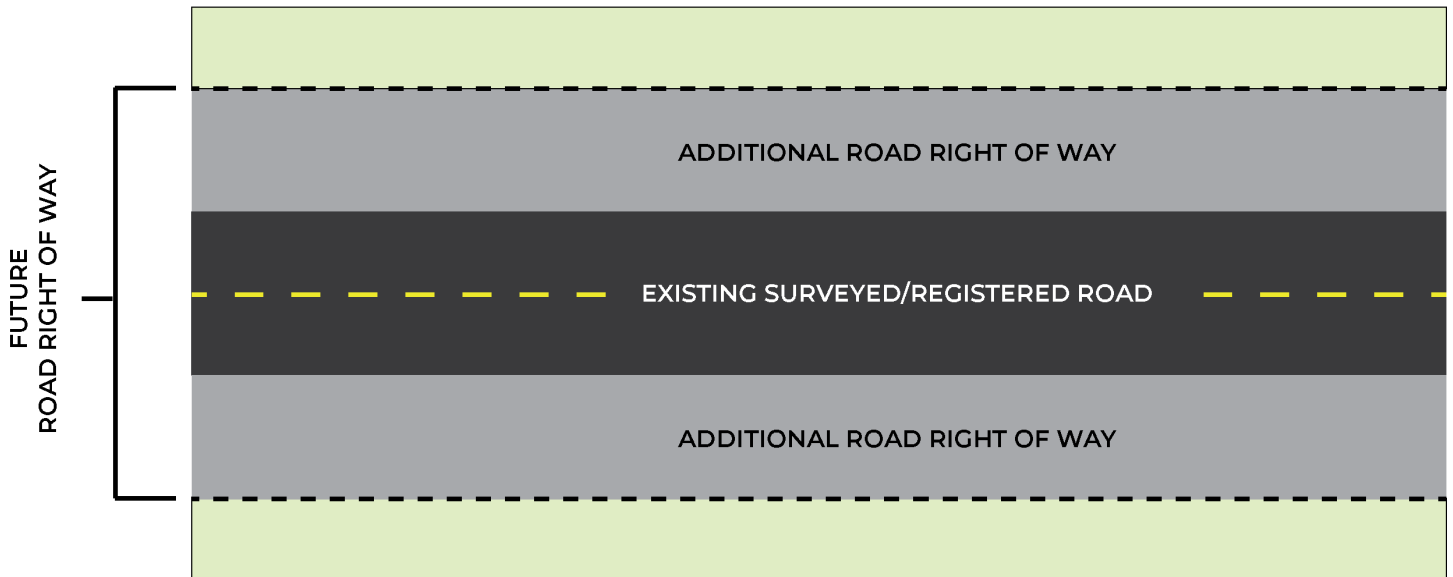 FUTURE
ROAD RIGHT OF WAY
ADDITIONAL ROAD RIGHT OF WAY
EXISTING SURVEYED/REGISTERED ROAD
ADDITIONAL ROAD RIGHT OF WAY